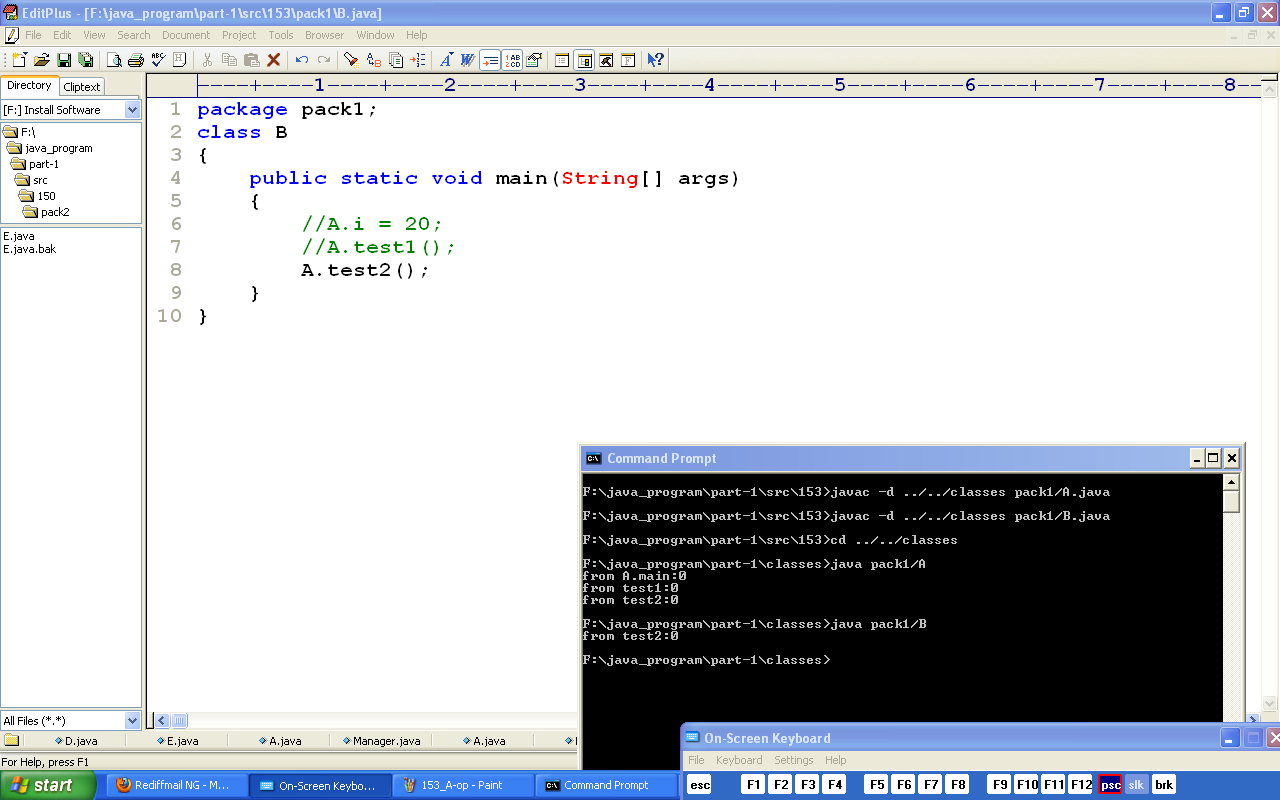 EditPlus - [F:\java_program\part-1\src\153\pack1\B.java]
File Edit View Search Document Project Tools Browser Window Help
Directory Cliptext
----+----1----+----2----+----3----+----4----+----5----+----6----+----7----+----8--
[F:] Install Software
F:\
java_program
part-1
src
150
pack2
E.java
E.java.bak
1 package pack1;
2 class B
3 {
4 public static void main(String[] args)
5 {
6 //A.i = 20;
7 //A.test1();
8 A.test2();
9 }
10 }
Command Prompt
F:\java_program\part-1\src\153>javac -d ../../classes pack1/A.java
F:\java_program\part-1\src\153>javac -d ../../classes pack1/B.java
F:\java_program\part-1\src\153>cd ../../classes
F:\java_program\part-1\classes>java pack1/A
from A.main:0
from test1:0
from test2:0
F:\java_program\part-1\classes>java pack1/B
from test2:0
F:\java_program\part-1\classes>
All Files (*.*)
D.java E.java A.java Manager.java A.java
For Help, press F1
On-Screen Keyboard
File Keyboard Settings Help
esc F1 F2 F3 F4 F5 F6 F7 F8 F9 F10 F11 F12 psc slk brk
start Rediffmail NG - M... On-Screen Keybo... 153_A-op - Paint Command Prompt